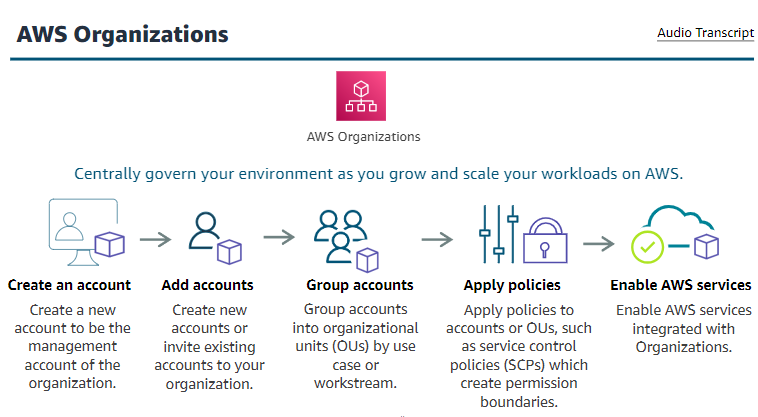 AWS Organizations
Audio Transcript
AWS Organizations
Centrally govern your environment as you grow and scale your workloads on AWS.
Create an account
Create a new
account to be the
management
account of the
organization.
Add accounts
Create new
accounts or
invite existing
accounts to your
organization.
Group accounts
Group accounts
into organizational
units (OUs) by use
case or
workstream.
Apply policies
Apply policies to
accounts or OUs, such
as service control
policies (SCPs) which
create permission
boundaries.
Enable AWS services
Enable AWS services
integrated with
Organizations.